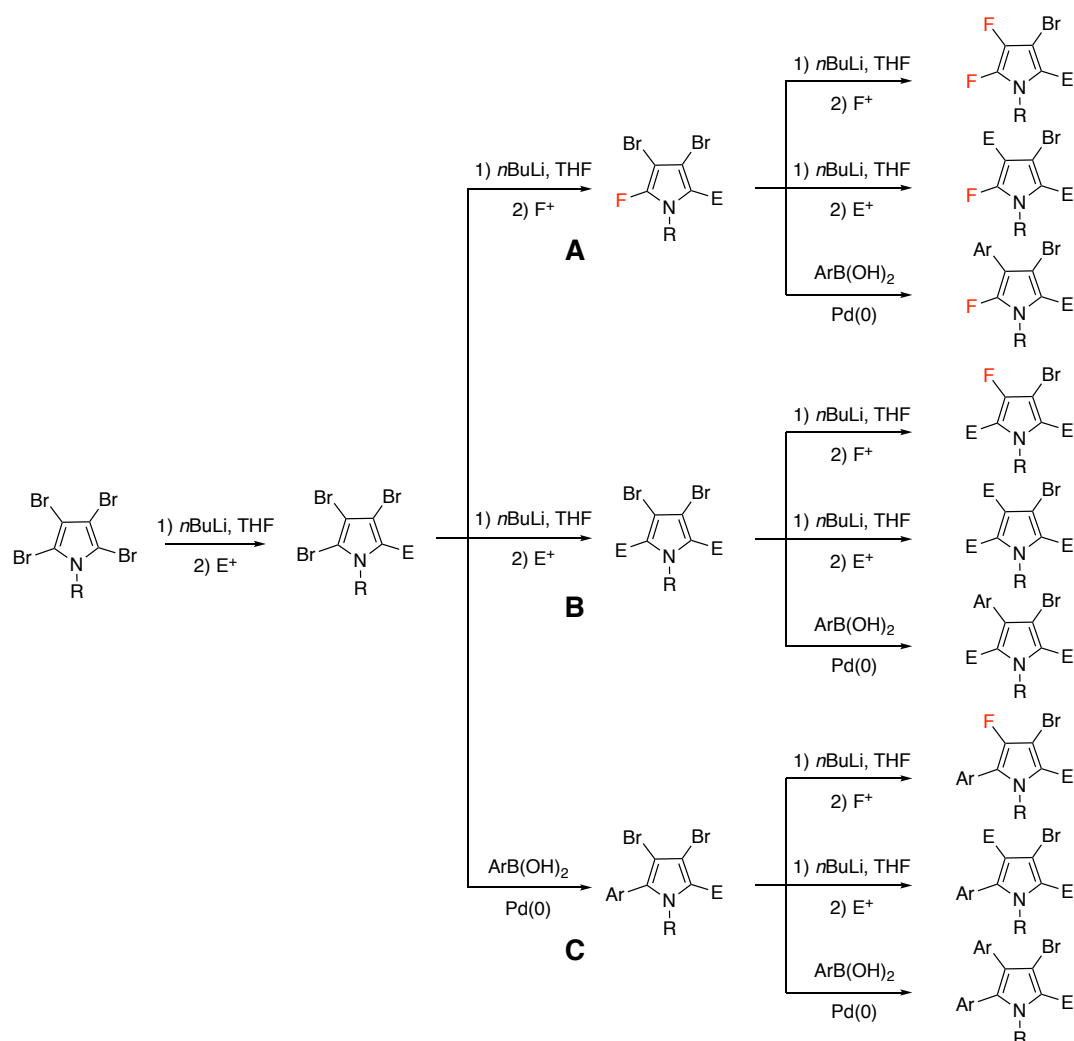 F Br
F N E
R
1) nBuLi, THF
2) F⁺
Br Br
F N E
R
1) nBuLi, THF
2) F⁺
A
E Br
F N E
R
1) nBuLi, THF
2) E⁺
Ar Br
F N E
R
ArB(OH)₂
Pd(0)
Br Br
Br N Br
R
1) nBuLi, THF
2) E⁺
Br Br
Br N E
R
1) nBuLi, THF
2) E⁺
Br Br
E N E
R
B
1) nBuLi, THF
2) F⁺
F Br
E N E
R
1) nBuLi, THF
2) E⁺
E Br
E N E
R
ArB(OH)₂
Pd(0)
Ar Br
E N E
R
ArB(OH)₂
Pd(0)
Br Br
Ar N E
R
C
1) nBuLi, THF
2) F⁺
F Br
Ar N E
R
1) nBuLi, THF
2) E⁺
E Br
Ar N E
R
ArB(OH)₂
Pd(0)
Ar Br
Ar N E
R